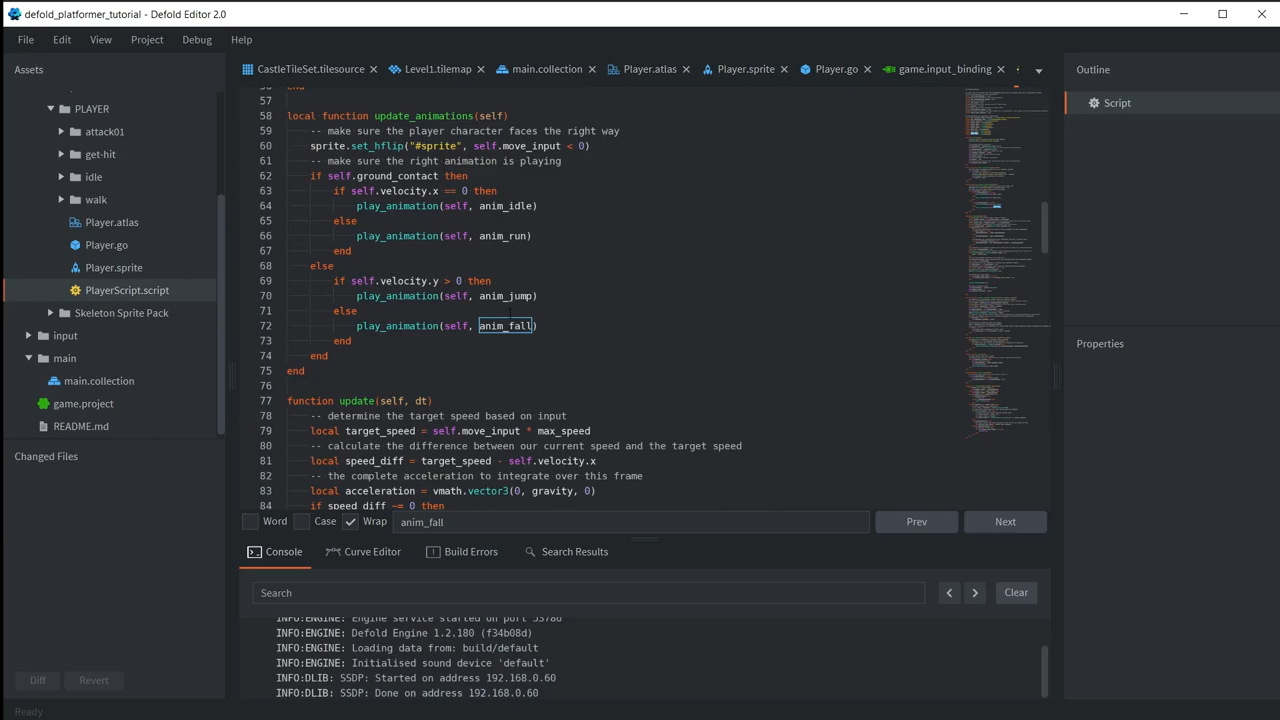 defold_platformer_tutorial - Defold Editor 2.0
File Edit View Project Debug Help
Assets
PLAYER
attack01
get-hit
idle
walk
Player.atlas
Player.go
Player.sprite
PlayerScript.script
Skeleton Sprite Pack
input
main
main.collection
game.project
README.md
Changed Files
Diff Revert
Ready
CastleTileSet.tilesource Level1.tilemap main.collection Player.atlas Player.sprite Player.go game.input_binding
56 end
57
58 local function update_animations(self)
59 -- make sure the player character faces the right way
60 sprite.set_hflip("#sprite", self.move_input < 0)
61 -- make sure the right animation is playing
62 if self.ground_contact then
63 if self.velocity.x == 0 then
64 play_animation(self, anim_idle)
65 else
66 play_animation(self, anim_run)
67 end
68 else
69 if self.velocity.y > 0 then
70 play_animation(self, anim_jump)
71 else
72 play_animation(self, anim_fall)
73 end
74 end
75 end
76
77 function update(self, dt)
78 -- determine the target speed based on input
79 local target_speed = self.move_input * max_speed
80 -- calculate the difference between our current speed and the target speed
81 local speed_diff = target_speed - self.velocity.x
82 -- the complete acceleration to integrate over this frame
83 local acceleration = vmath.vector3(0, gravity, 0)
84 if speed_diff ~= 0 then
Word Case Wrap anim_fall Prev Next
Console Curve Editor Build Errors Search Results
Search Clear
INFO:ENGINE: Engine service started on port 53786
INFO:ENGINE: Defold Engine 1.2.180 (f34b08d)
INFO:ENGINE: Loading data from: build/default
INFO:ENGINE: Initialised sound device 'default'
INFO:DLIB: SSDP: Started on address 192.168.0.60
INFO:DLIB: SSDP: Done on address 192.168.0.60
Outline
Script
Properties